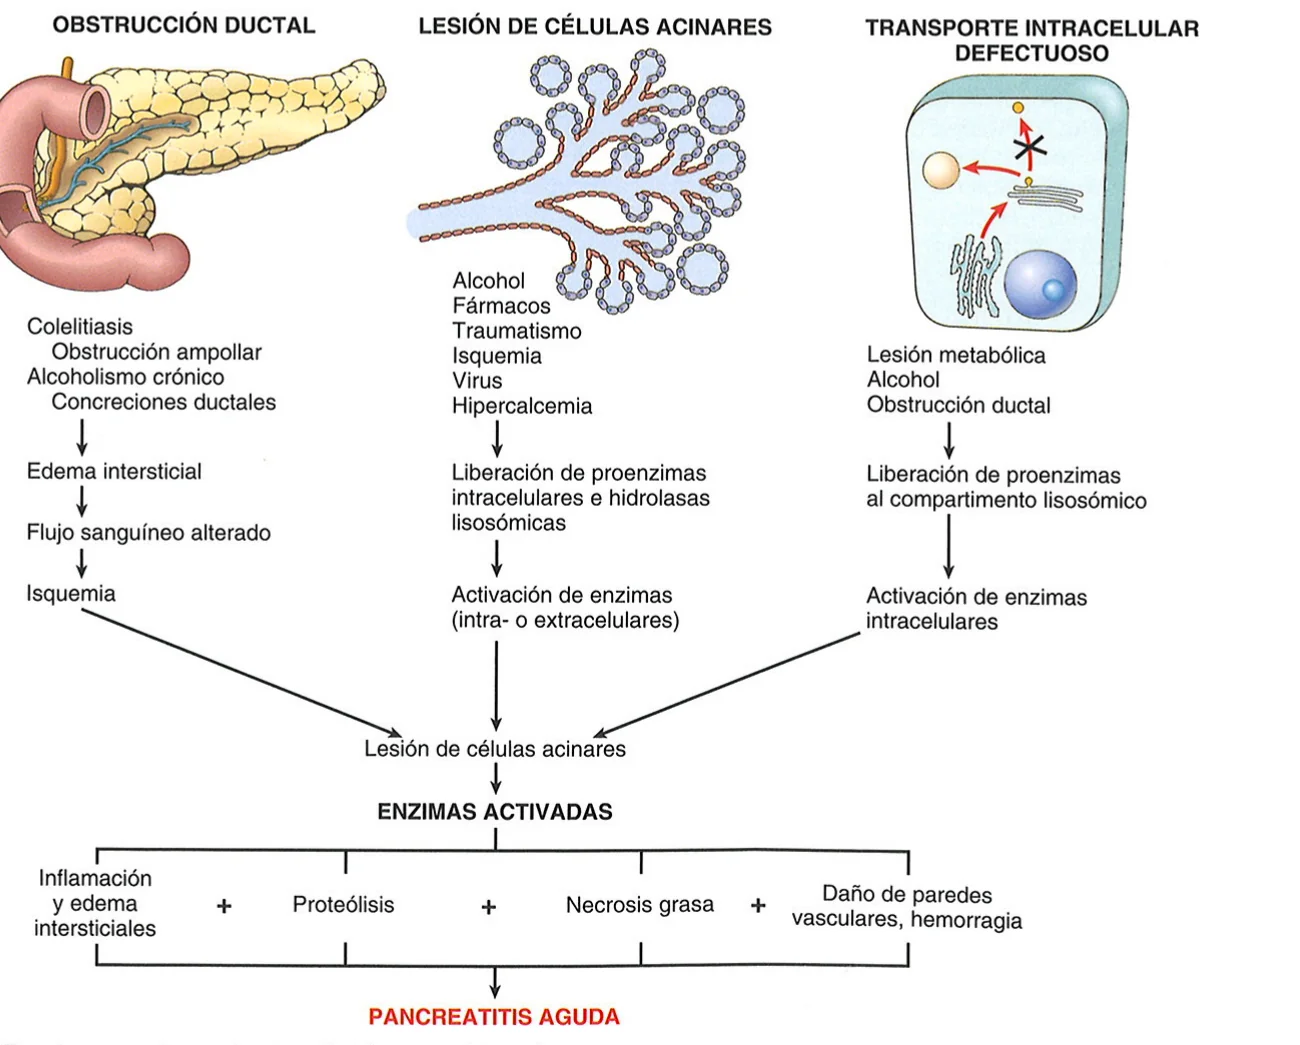 OBSTRUCCIÓN DUCTAL
Colelitiasis
Obstrucción ampollar
Alcoholismo crónico
Concreciones ductales
Edema intersticial
Flujo sanguíneo alterado
Isquemia
LESIÓN DE CÉLULAS ACINARES
Alcohol
Fármacos
Traumatismo
Isquemia
Virus
Hipercalcemia
Liberación de proenzimas
intracelulares e hidrolasas
lisosómicas
Activación de enzimas
(intra- o extracelulares)
TRANSPORTE INTRACELULAR
DEFECTUOSO
Lesión metabólica
Alcohol
Obstrucción ductal
Liberación de proenzimas
al compartimento lisosómico
Activación de enzimas
intracelulares
Lesión de células acinares
ENZIMAS ACTIVADAS
Inflamación
y edema
intersticiales
+
Proteólisis
+
Necrosis grasa
+
Daño de paredes
vasculares, hemorragia
PANCREATITIS AGUDA